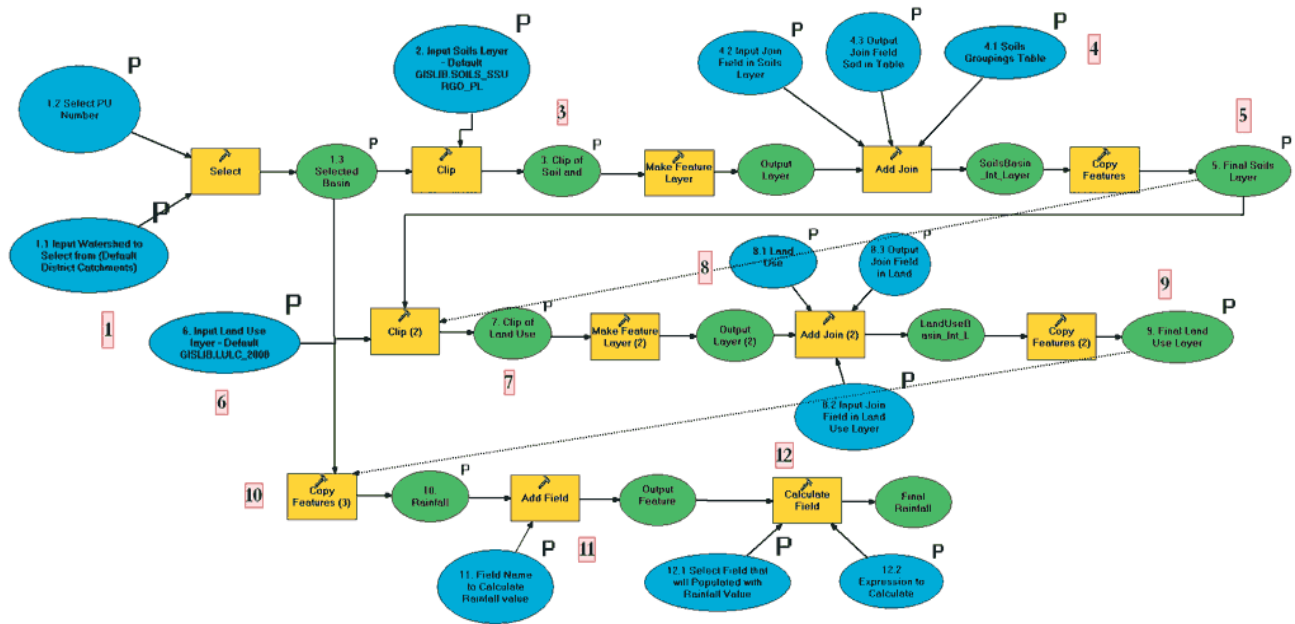 P
1.2 Select PU
Number
P
2. Input Soils Layer
- Default
GISLIB.SOILS_SSU
RGO_PL
3
P
4.2 Input Join
Field in Soils
Layer
P
4.3 Output
Join Field
Soil in Table
P
4.1 Soils
Groupings Table
4
5
Select
P
1.3
Selected
Basin
Clip
P
3. Clip of
Soil and
Make Feature
Layer
Output
Layer
Add Join
SoilsBasin
_Int_Layer
Copy
Features
P
5. Final Soils
Layer
P
1.1 Input Watershed to
Select from (Default
District Catchments)
1
P
6. Input Land Use
layer - Default
GISLIB.LULC_2008
6
Clip (2)
P
7. Clip of
Land Use
7
Make Feature
Layer (2)
Output
Layer (2)
8
P
8.1 Land
Use
P
8.3 Output
Join Field
in Land
Add Join (2)
LandUseB
asin_Int_L
Copy
Features (2)
9
P
9. Final Land
Use Layer
P
8.2 Input Join
Field in Land
Use Layer
10
Copy
Features (3)
P
10.
Rainfall
Add Field
Output
Feature
12
Calculate
Field
Final
Rainfall
P
11. Field Name
to Calculate
Rainfall value
11
P
12.1 Select Field that
will Populated with
Rainfall Value
P
12.2
Expression to
Calculate